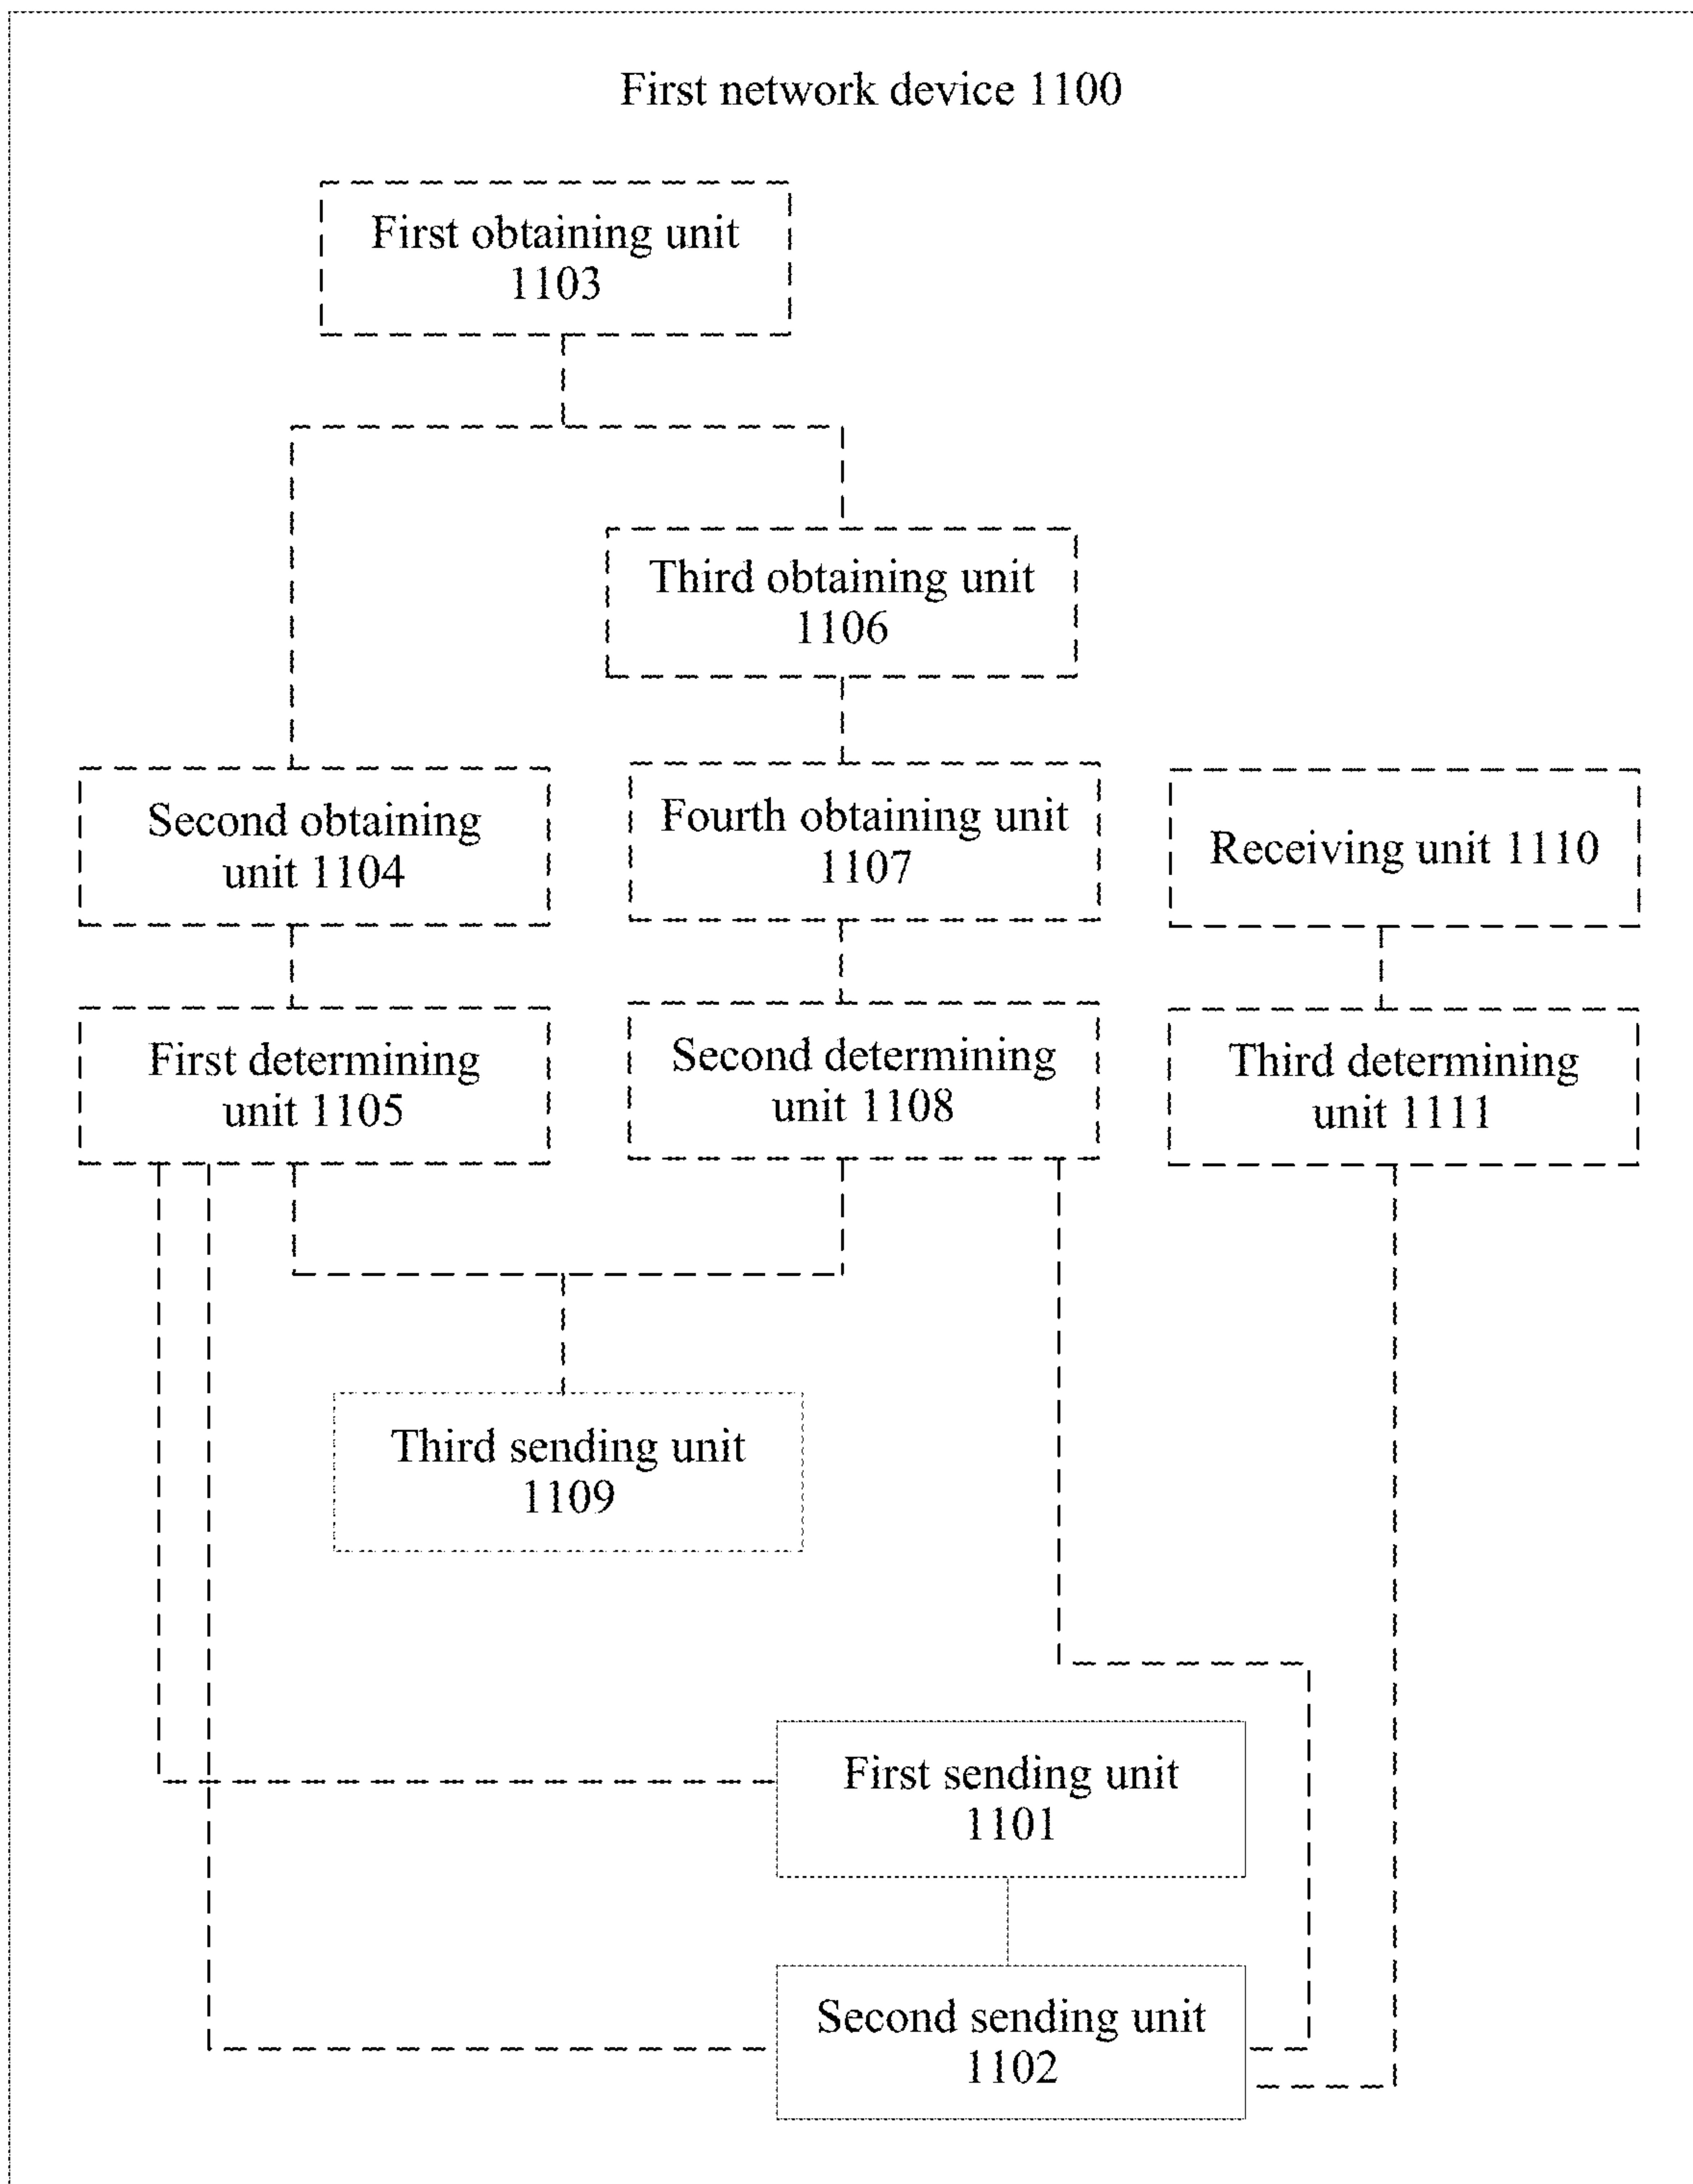 First network device 1100
First obtaining unit
1103
Third obtaining unit
1106
Second obtaining
unit 1104
Fourth obtaining unit
1107
Receiving unit 1110
First determining
unit 1105
Second determining
unit 1108
Third determining
unit 1111
Third sending unit
1109
First sending unit
1101
Second sending unit
1102